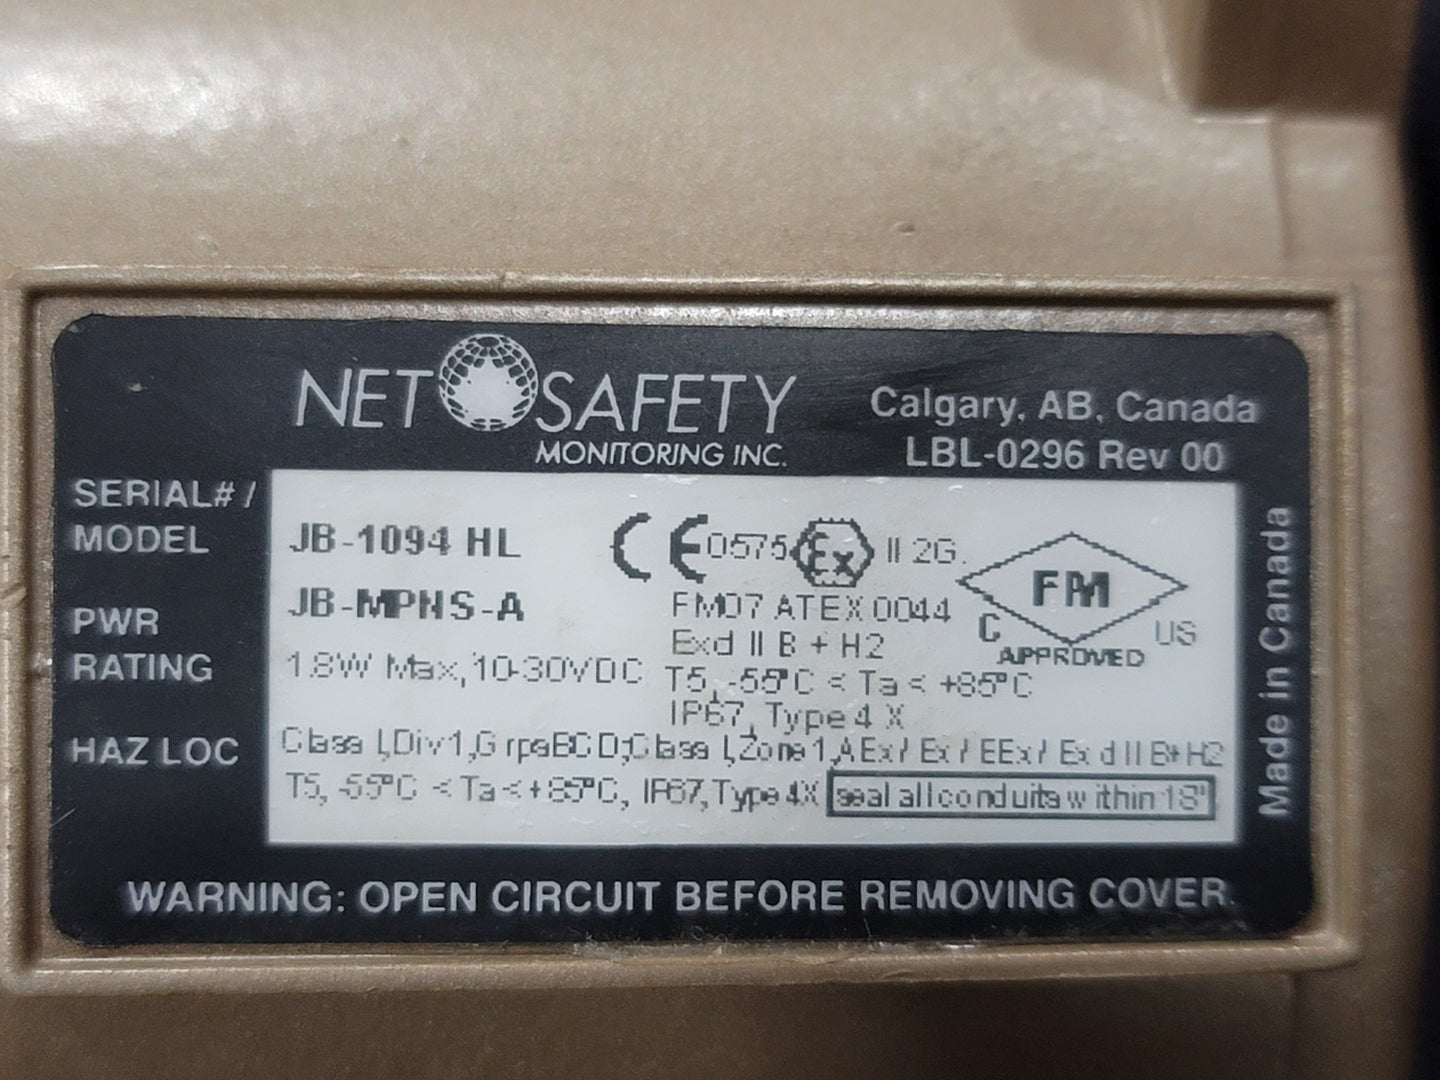 NET SAFETY
MONITORING INC.
Calgary, AB, Canada
LBL-0296 Rev 00
SERIAL# /
MODEL
JB-1094 HL
JB-MPNS-A
CE0575 Ex II 2G
FM07 ATEX 0044
Exd II B + H2
T5, -55°C < Ta < +85°C
IP67, Type 4 X
FM
C US
APPROVED
PWR
RATING
1.8W Max, 10-30VDC
HAZ LOC
Class I, Div 1, Grps BCD; Class I, Zone 1, AEx / Ex / EEx / Ex d II B+H2
T5, -55°C < Ta < +85°C, IP67, Type 4X seal all conduits within 18"
Made in Canada
WARNING: OPEN CIRCUIT BEFORE REMOVING COVER.